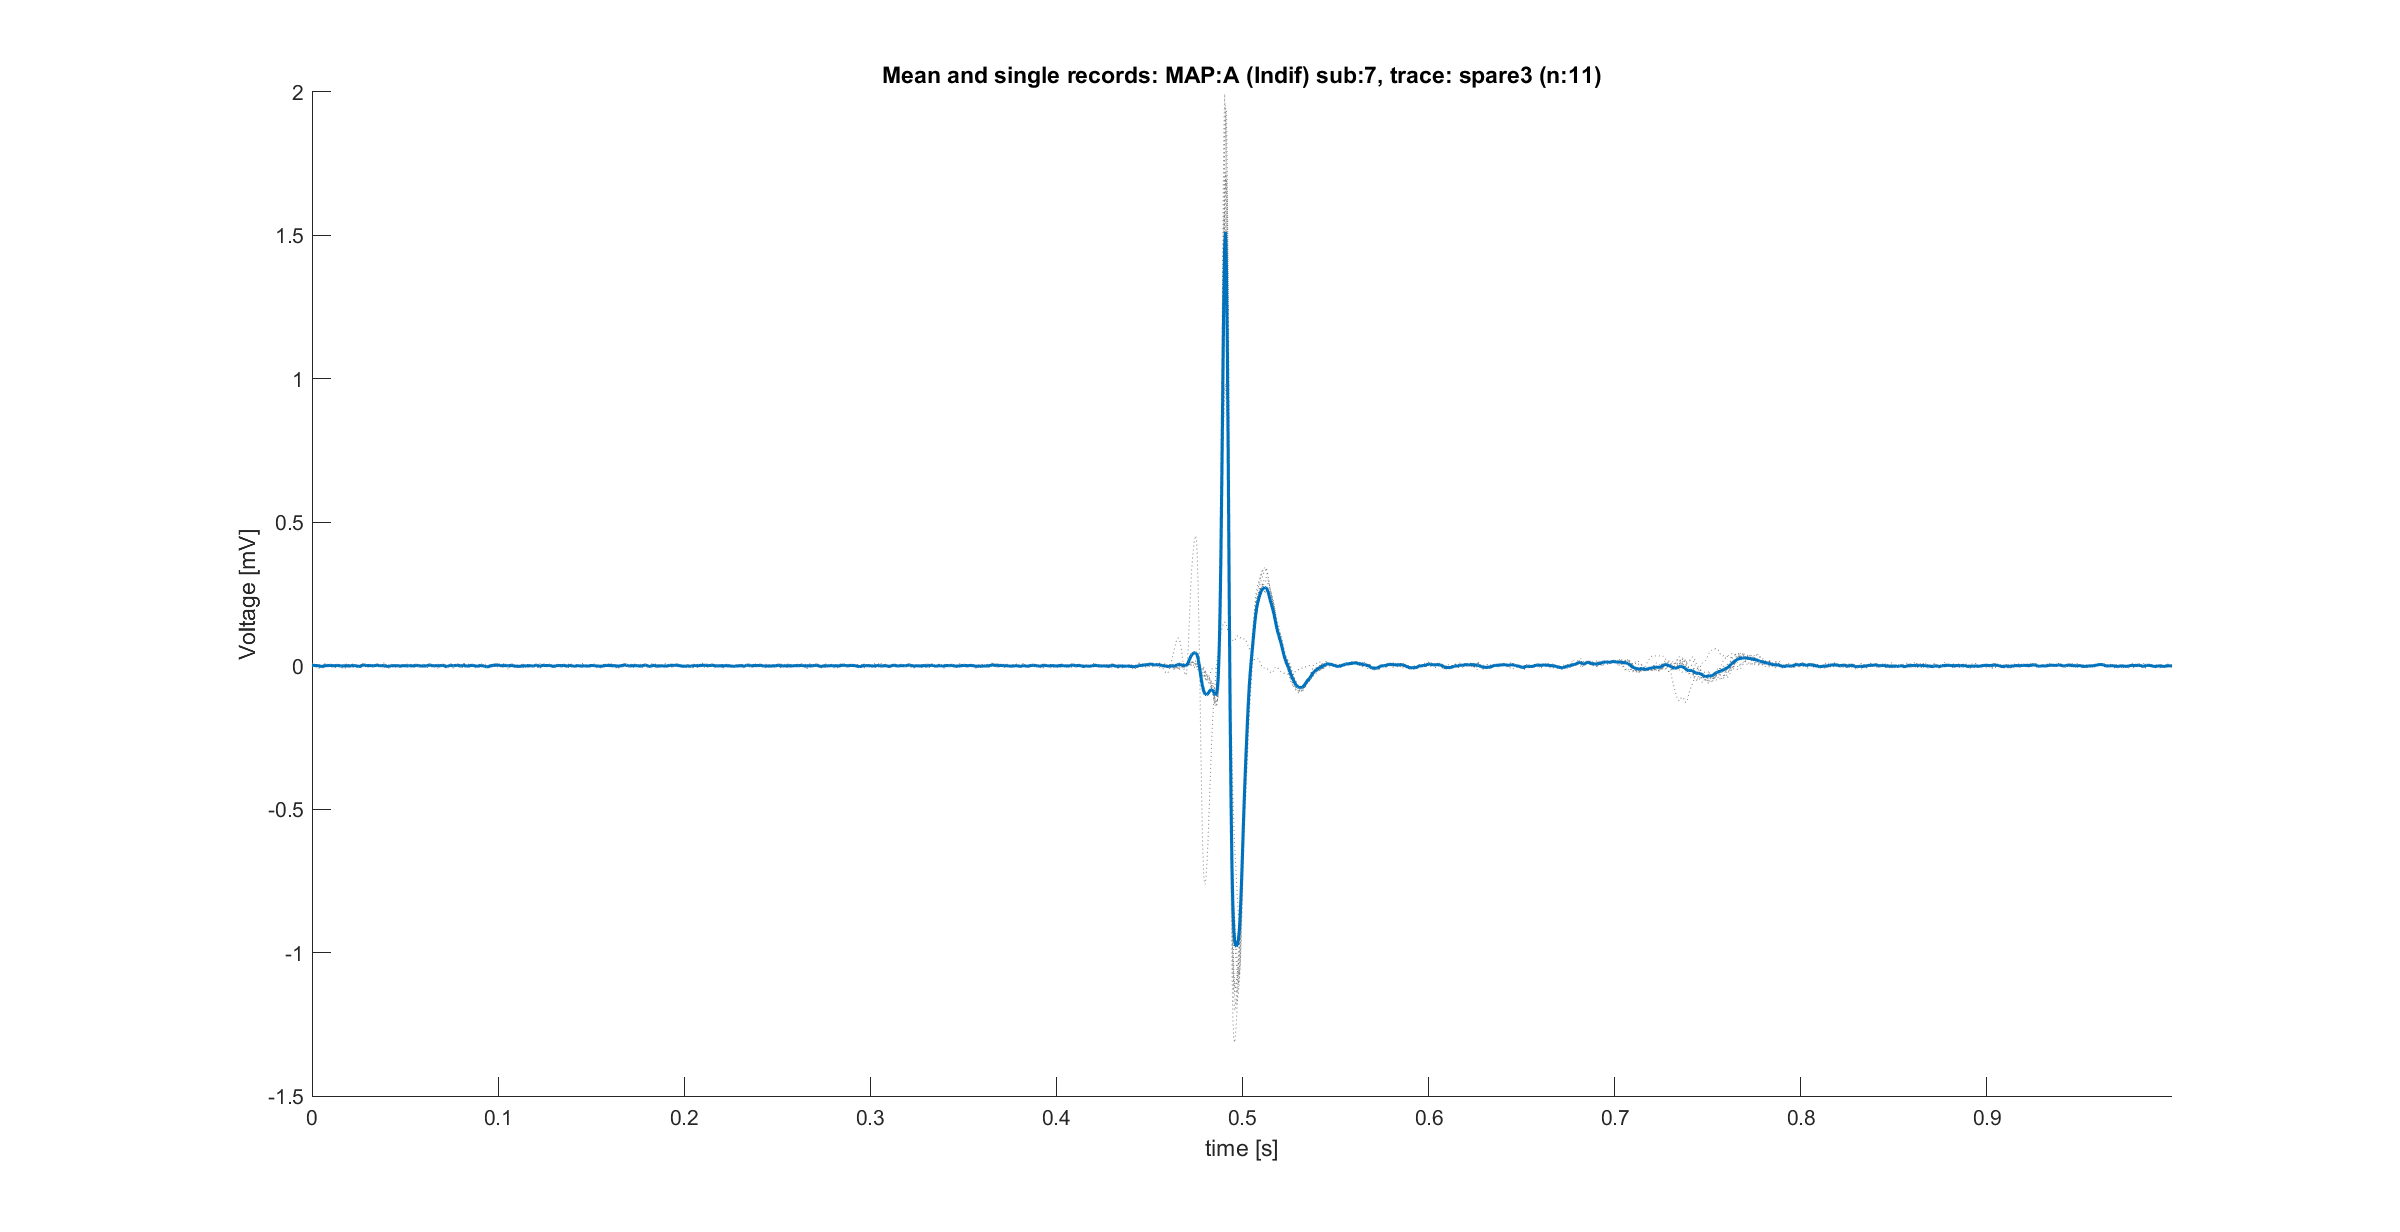 Mean and single records: MAP:A (Indif) sub:7, trace: spare3 (n:11)
2
1.5
1
0.5
0
-0.5
-1
-1.5
Voltage [mV]
0 0.1 0.2 0.3 0.4 0.5 0.6 0.7 0.8 0.9
time [s]